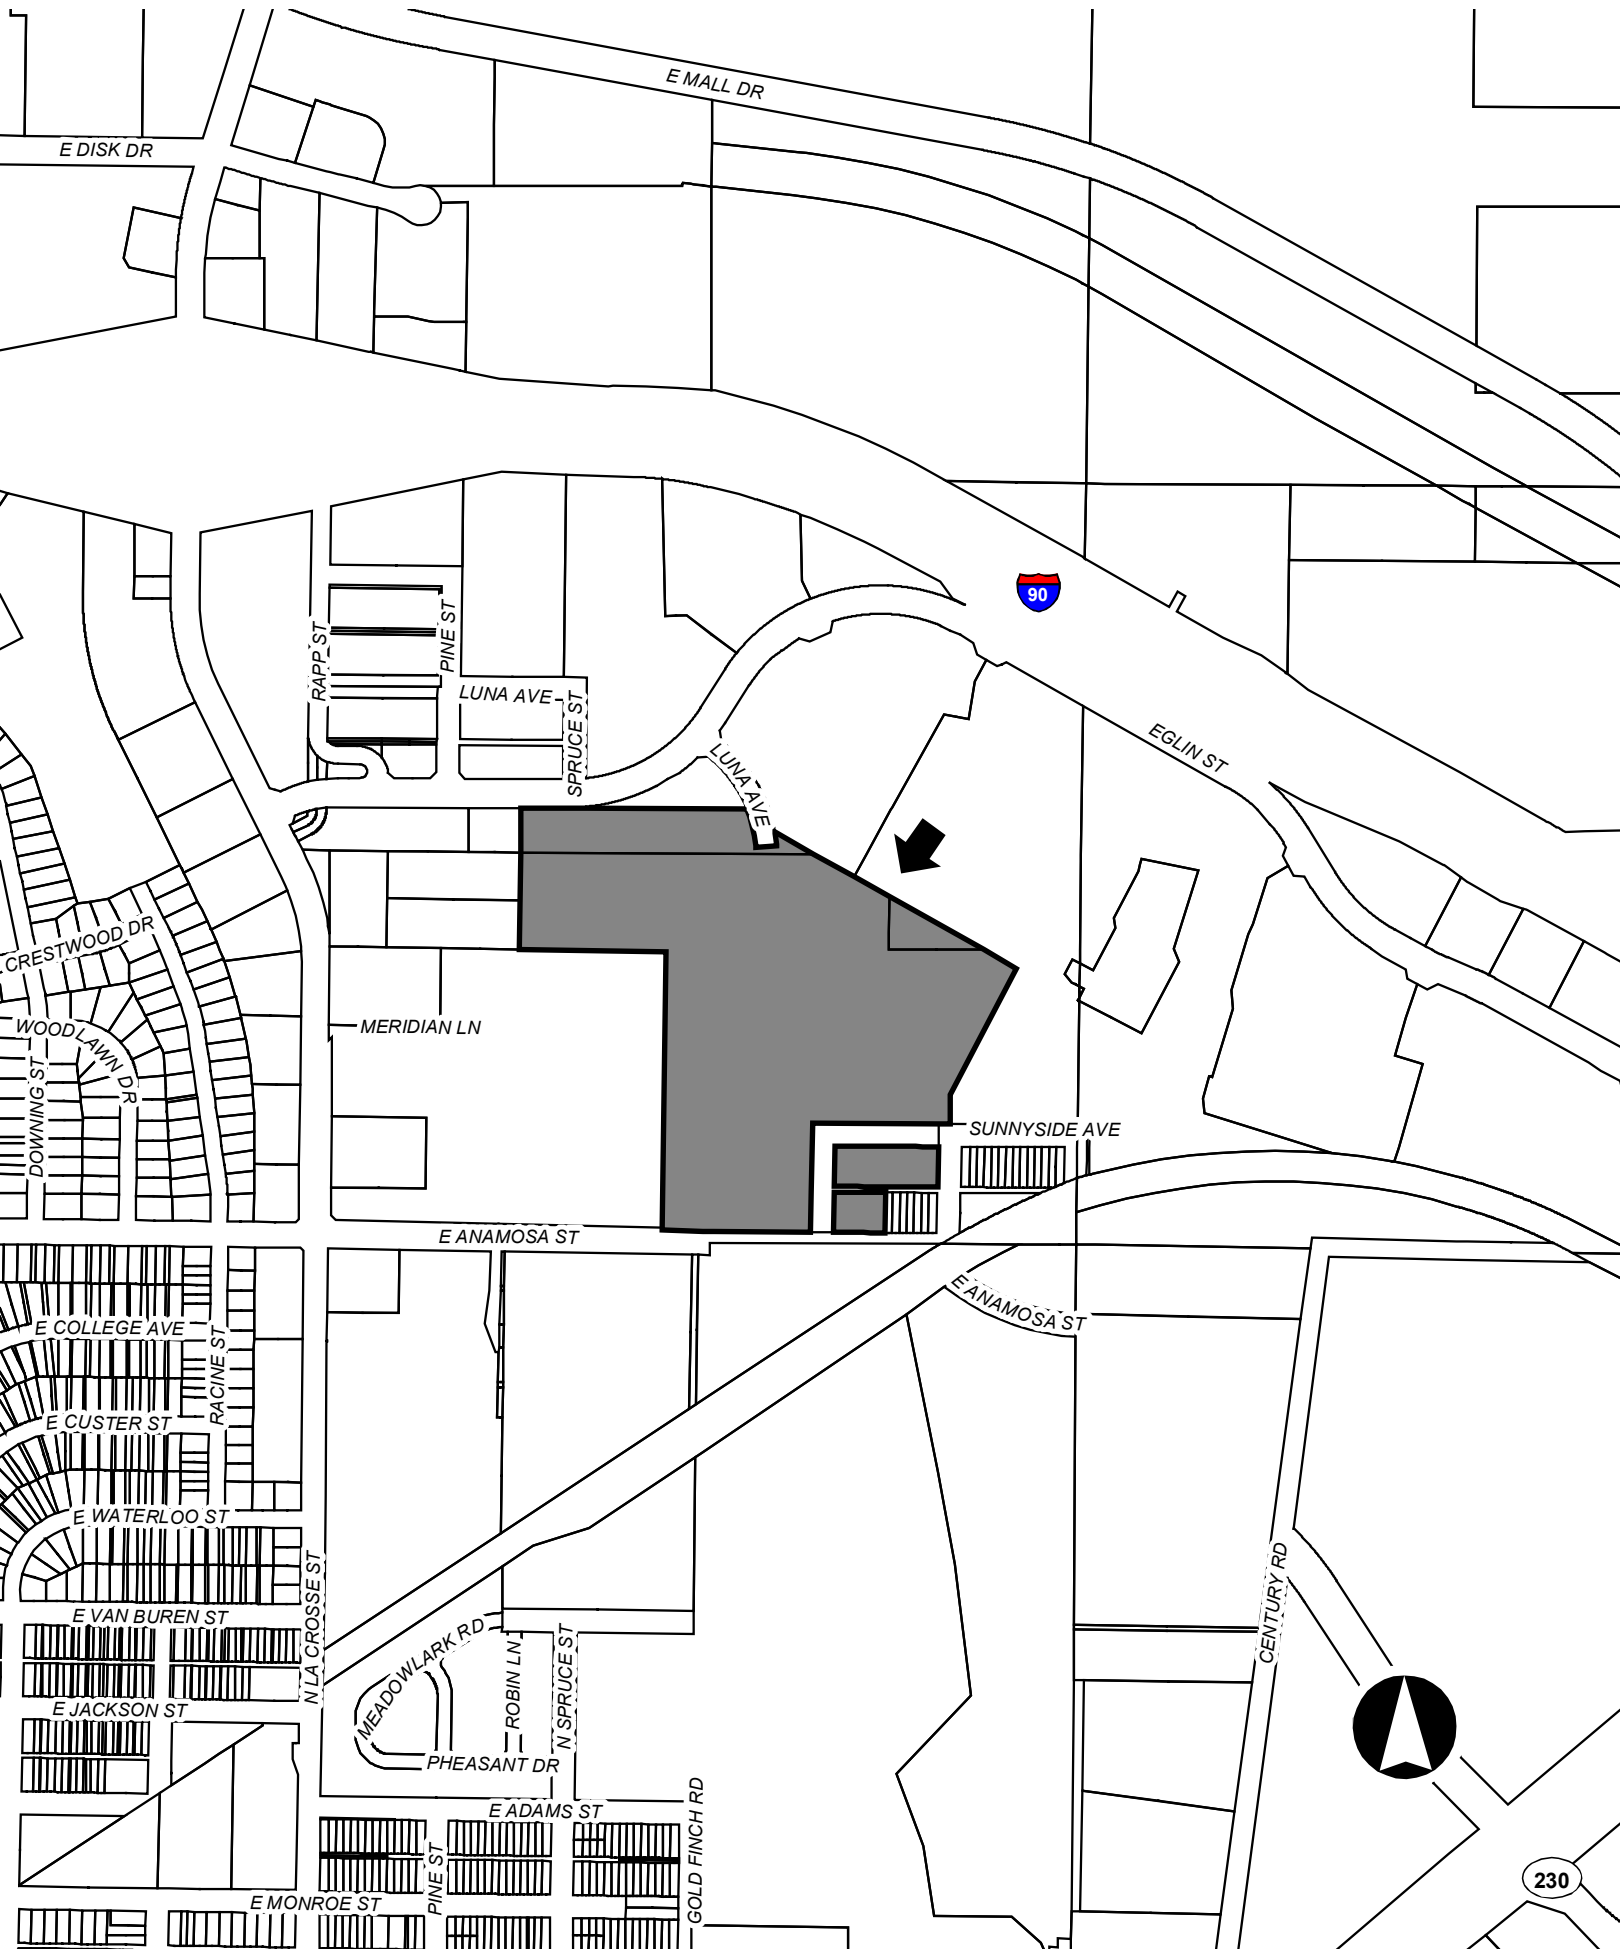 E MALL DR
E DISK DR
90
RAPP ST
PINE ST
LUNA AVE
SPRUCE ST
LUNA AVE
EGLIN ST
CRESTWOOD DR
WOODLAWN DR
DOWNING ST
MERIDIAN LN
SUNNYSIDE AVE
E ANAMOSA ST
E ANAMOSA ST
E COLLEGE AVE
RACINE ST
E CUSTER ST
E WATERLOO ST
N LA CROSSE ST
CENTURY RD
E VAN BUREN ST
MEADOWLARK RD
ROBIN LN
N SPRUCE ST
E JACKSON ST
PHEASANT DR
E ADAMS ST
GOLD FINCH RD
PINE ST
E MONROE ST
230